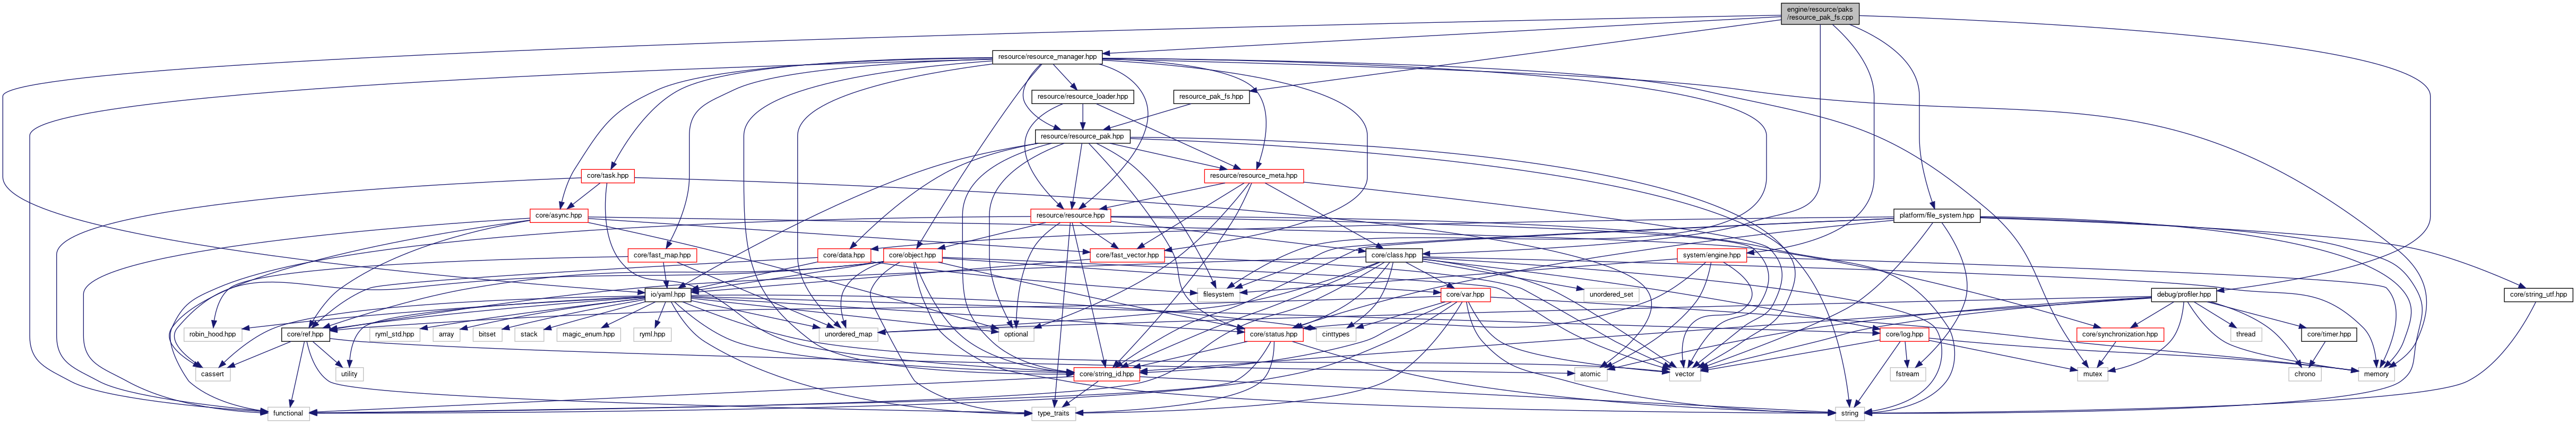 engine/resource/paks
/resource_pak_fs.cpp
resource/resource_manager.hpp
resource/resource_loader.hpp
resource_pak_fs.hpp
resource/resource_pak.hpp
core/task.hpp
resource/resource_meta.hpp
core/async.hpp
resource/resource.hpp
platform/file_system.hpp
core/fast_map.hpp
core/data.hpp
core/object.hpp
core/fast_vector.hpp
core/class.hpp
system/engine.hpp
io/yaml.hpp
filesystem
core/var.hpp
unordered_set
debug/profiler.hpp
core/string_utf.hpp
robin_hood.hpp
core/ref.hpp
ryml_std.hpp
array
bitset
stack
magic_enum.hpp
ryml.hpp
unordered_map
optional
core/status.hpp
cinttypes
core/log.hpp
core/synchronization.hpp
thread
core/timer.hpp
cassert
utility
core/string_id.hpp
atomic
vector
fstream
mutex
chrono
memory
functional
type_traits
string